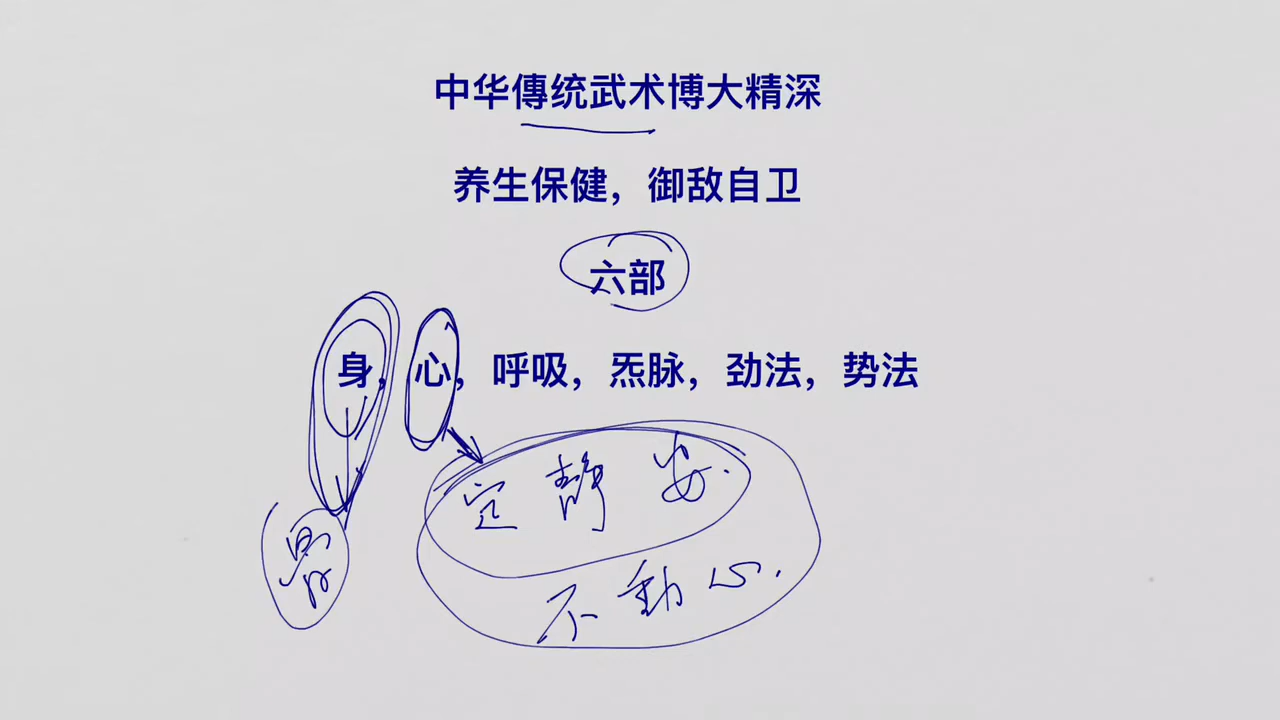 中华傳统武术博大精深
养生保健，御敌自卫
六部
身，心，呼吸，炁脉，劲法，势法
定 静 安.
不動心.